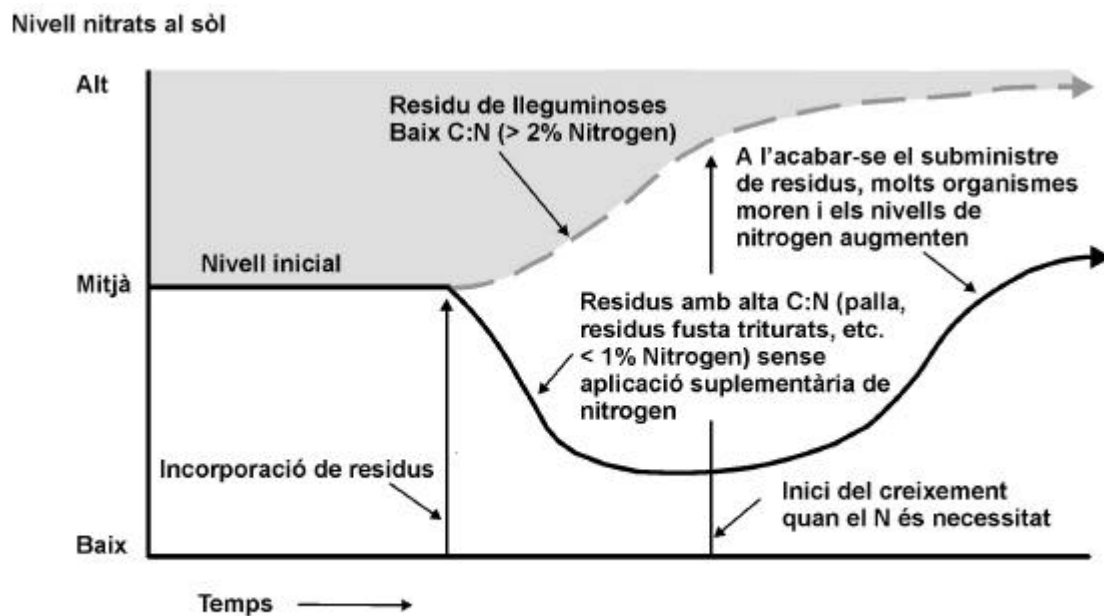 Nivell nitrats al sòl
Alt
Residu de lleguminoses
Baix C:N (> 2% Nitrogen)
A l'acabar-se el subministre
de residus, molts organismes
moren i els nivells de
nitrogen augmenten
Nivell inicial
Mitjà
Residus amb alta C:N (palla,
residus fusta triturats, etc.
< 1% Nitrogen) sense
aplicació suplementària de
nitrogen
Incorporació de residus
Inici del creixement
quan el N és necessitat
Baix
Temps